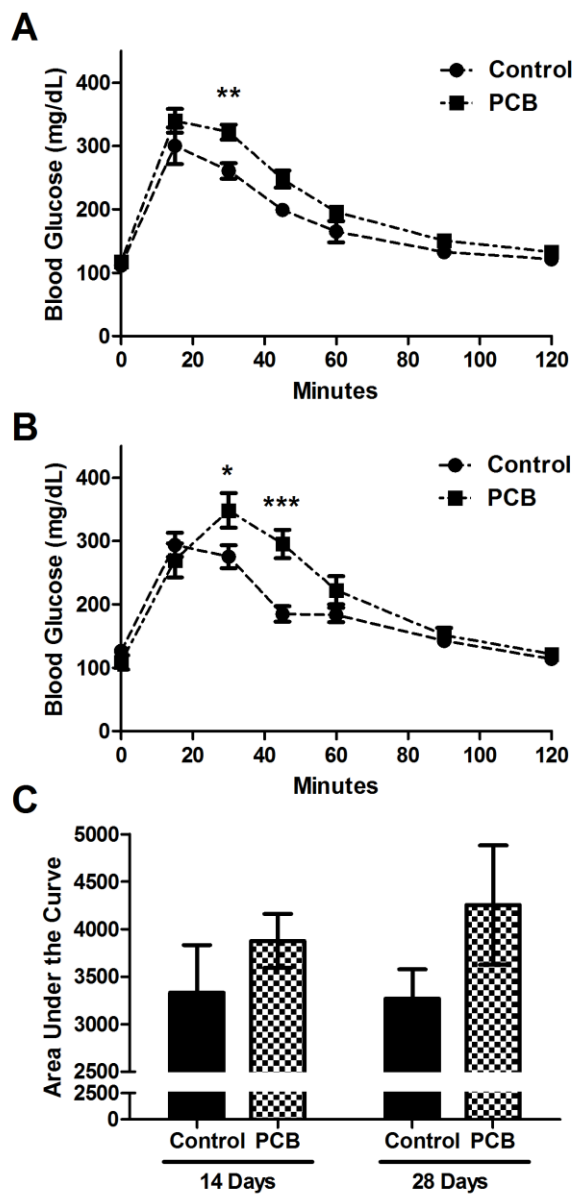 A
Blood Glucose (mg/dL)
400
300
200
100
0
**
Control
PCB
0 20 40 60 80 100 120
Minutes
B
Blood Glucose (mg/dL)
400
300
200
100
0
*
***
Control
PCB
0 20 40 60 80 100 120
Minutes
C
Area Under the Curve
5000
4500
4000
3500
3000
2500
2500
0
Control PCB Control PCB
14 Days 28 Days